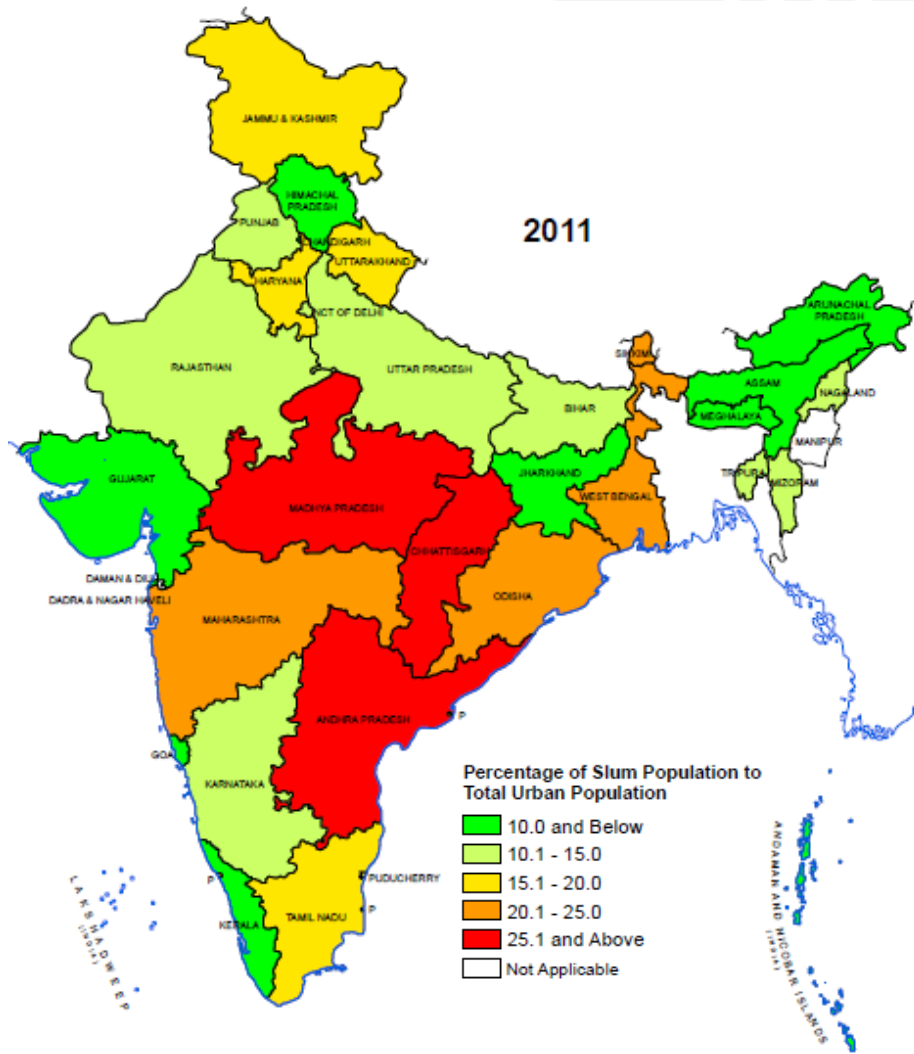 JAMMU & KASHMIR
HIMACHAL
PRADESH
PUNJAB
CHANDIGARH
UTTARAKHAND
2011
HARYANA
NCT OF DELHI
ARUNACHAL
PRADESH
SIKKIM
RAJASTHAN
UTTAR PRADESH
ASSAM
NAGALAND
BIHAR
MEGHALAYA
MANIPUR
GUJARAT
JHARKHAND
TRIPURA
MIZORAM
WEST BENGAL
MADHYA PRADESH
CHHATTISGARH
DAMAN & DIU
DADRA & NAGAR HAVELI
ODISHA
MAHARASHTRA
ANDHRA PRADESH
P
GOA
KARNATAKA
Percentage of Slum Population to
Total Urban Population
10.0 and Below
10.1 - 15.0
15.1 - 20.0
20.1 - 25.0
25.1 and Above
Not Applicable
P
PUDUCHERRY
P
KERALA
TAMIL NADU
LAKSHADWEEP
(INDIA)
ANDAMAN AND NICOBAR ISLANDS
(INDIA)